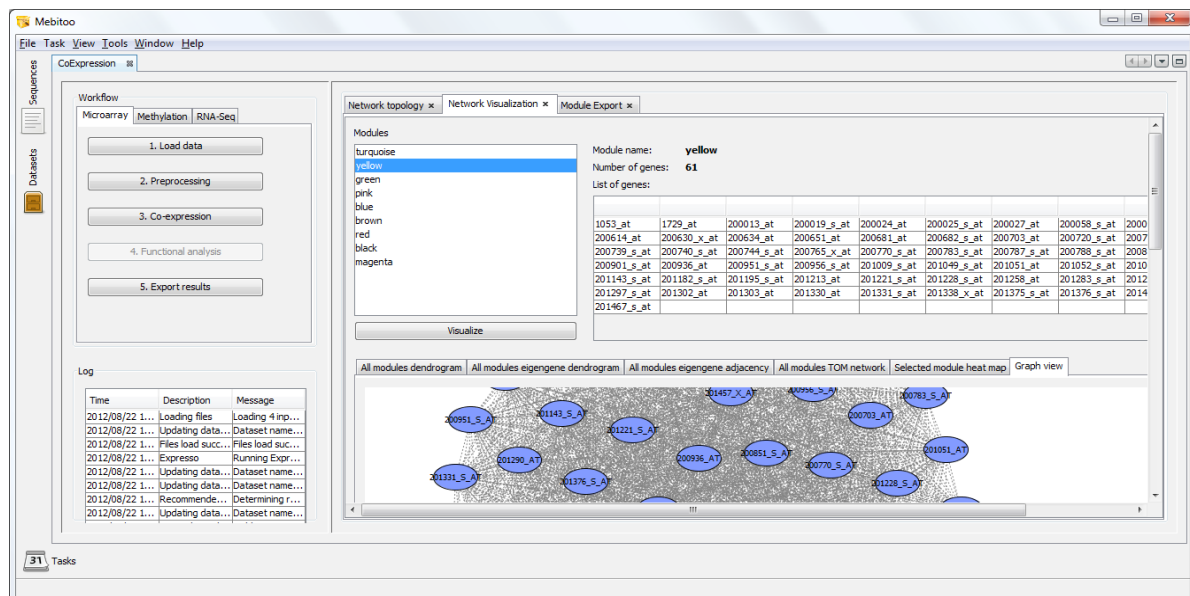 Mebitoo
File Task View Tools Window Help
Sequences
Datasets
CoExpression
Workflow
Microarray Methylation RNA-Seq
1. Load data
2. Preprocessing
3. Co-expression
4. Functional analysis
5. Export results
Log
Time Description Message
2012/08/22 1... Loading files Loading 4 inp...
2012/08/22 1... Updating data... Dataset name...
2012/08/22 1... Files load succ... Files load suc...
2012/08/22 1... Expresso Running Expr...
2012/08/22 1... Updating data... Dataset name...
2012/08/22 1... Updating data... Dataset name...
2012/08/22 1... Recommende... Determining r...
2012/08/22 1... Updating data... Dataset name...
Network topology Network Visualization Module Export
Modules
turquoise
yellow
green
pink
blue
brown
red
black
magenta
Visualize
Module name: yellow
Number of genes: 61
List of genes:
1053_at 1729_at 200013_at 200019_s_at 200024_at 200025_s_at 200027_at 200058_s_at 2000
200614_at 200630_x_at 200634_at 200651_at 200681_at 200682_s_at 200703_at 200720_s_at 2007
200739_s_at 200740_s_at 200744_s_at 200765_x_at 200770_s_at 200783_s_at 200787_s_at 200788_s_at 2008
200901_s_at 200936_at 200951_s_at 200956_s_at 201009_s_at 201049_s_at 201051_at 201052_s_at 2010
201143_s_at 201182_s_at 201195_s_at 201213_at 201221_s_at 201228_s_at 201258_at 201283_s_at 2012
201297_s_at 201302_at 201303_at 201330_at 201331_s_at 201338_x_at 201375_s_at 201376_s_at 2014
201467_s_at
All modules dendrogram All modules eigengene dendrogram All modules eigengene adjacency All modules TOM network Selected module heat map Graph view
201457_X_AT 200956_S_AT 200783_S_AT
200951_S_AT 201143_S_AT 200703_AT
201221_S_AT
201290_AT 200936_AT 200851_S_AT 201051_AT
200770_S_AT
201331_S_AT 201376_S_AT 201228_S_AT
31 Tasks